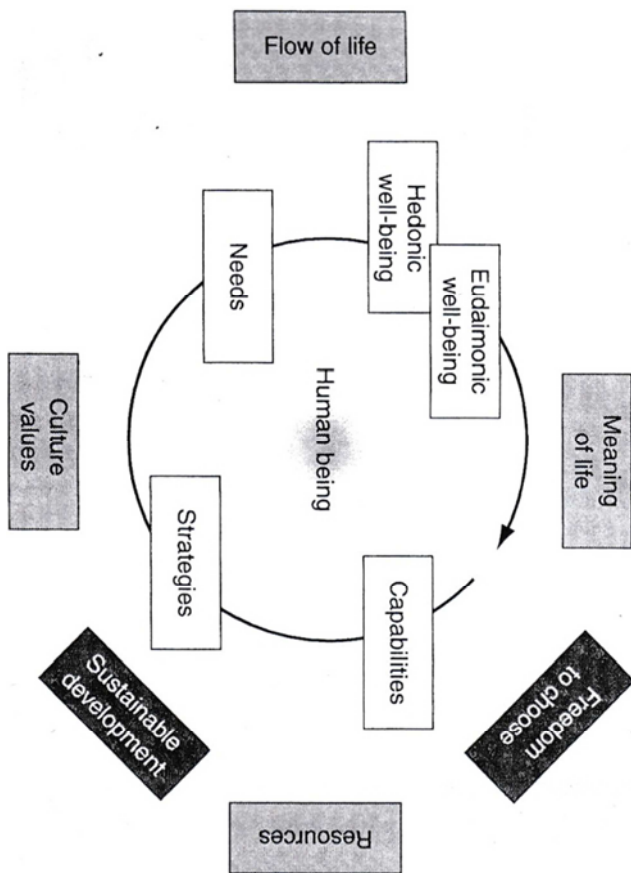 Flow of life
Hedonic
well-being
Eudaimonic
well-being
Needs
Human being
Meaning
of life
Culture
values
Strategies
Capabilities
Sustainable
development
Freedom
to choose
Resources